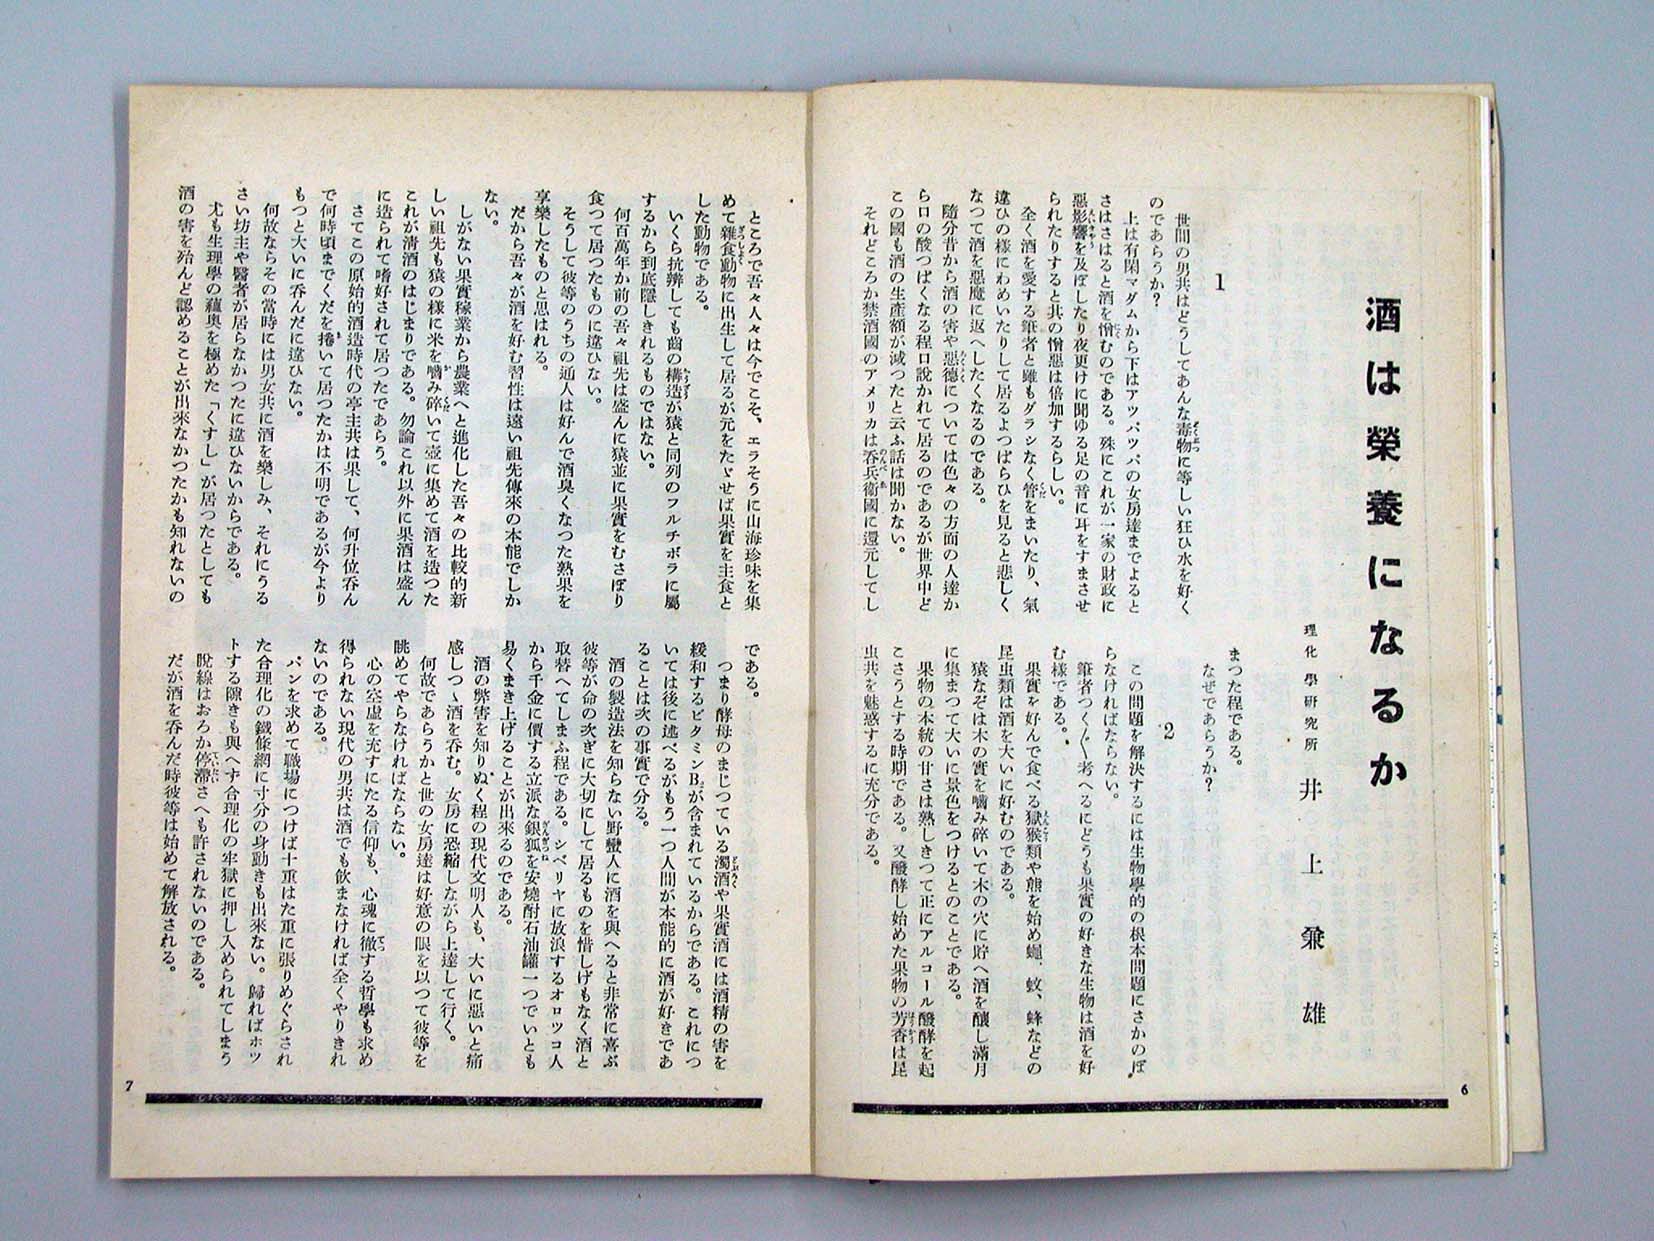 酒は榮養になるか
理化學研究所 井上兼雄
1
世間の男共はどうしてあんな毒物に等しい狂ひ水を好く
のであらうか?
上は有閑マダムから下はアツパツパの女房達までよると
さはさはると酒を憎むのである。殊にこれが一家の財政に
惡影響を及ぼしたり夜更けに聞ゆる足の音に耳をすまさせ
られたりすると其の憎惡は倍加するらしい。
全く酒を愛する筆者と雖もダラシなく管をまいたり、氣
違ひの樣にわめいたりして居るよつぱらひを見ると悲しく
なつて酒を惡魔に返へしたくなるのである。
隨分昔から酒の害や惡德については色々の方面の人達か
ら口の酸つぱくなる程口說かれて居るのであるが世界中ど
この國も酒の生產額が減つたと云ふ話は聞かない。
それどころか禁酒國のアメリカは呑兵衞國に還元してし
まつた程である。
なぜであらうか?
2
この問題を解決するには生物學的の根本問題にさかのぼ
らなければならない。
筆者つく〴〵考へるにどうも果實の好きな生物は酒を好
む樣である。
果實を好んで食べる猿猴類や熊を始め蠅、蚊、蜂などの
昆虫類は酒を大いに好むのである。
猿なぞは木の實を嚙み碎いて木の穴に貯へ酒を釀し滿月
に集まつて大いに景色をつけるとのことである。
果物の本統の甘さは熟しきつて正にアルコール醱酵を起
こさうとする時期である。又醱酵し始めた果物の芳香は昆
虫共を魅惑するに充分である。
6
ところで吾々人々は今でこそ、エラそうに山海珍味を集
めて雜食動物に出生して居るが元をたゞせば果實を主食と
した動物である。
いくら抗辨しても齒の構造が猿と同列のフルチボラに屬
するから到底隱しきれるものではない。
何百萬年か前の吾々祖先は盛んに猿並に果實をむさぼり
食つて居つたものに違ひない。
そうして彼等のうちの通人は好んで酒臭くなつた熟果を
享樂したものと思はれる。
だから吾々が酒を好む習性は遠い祖先傳來の本能でしか
ない。
しがない果實稼業から農業へと進化した吾々の比較的新
しい祖先も猿の樣に米を嚙み碎いて壺に集めて酒を造つた
これが淸酒のはじまりである。勿論これ以外に果酒は盛ん
に造られて嗜好されて居つたであらう。
さてこの原始的酒造時代の亭主共は果して、何升位呑ん
で何時頃までくだを捲いて居つたかは不明であるが今より
もつと大いに呑んだに違ひない。
何故ならその當時には男女共に酒を樂しみ、それにうる
さい坊主や醫者が居らなかつたに違ひないからである。
尤も生理學の蘊奧を極めた「くすし」が居つたとしても
酒の害を殆んど認めることが出來なかつたかも知れないの
である。
つまり酵母のまじつている濁酒や果實酒には酒精の害を
緩和するビタミンB₂が含まれているからである。これにつ
いては後に述べるがもう一つ人間が本能的に酒が好きであ
ることは次の事實で分る。
酒の製造法を知らない野蠻人に酒を與へると非常に喜ぶ
彼等が命の次ぎに大切にして居るものを惜しげもなく酒と
取替へてしまふ程である。シベリヤに放浪するオロツコ人
から千金に價する立派な銀狐を安燒酎石油罐一つでいとも
易くまき上げることが出來るのである。
酒の弊害を知りぬく程の現代文明人も、大いに惡いと痛
感しつゝ酒を呑む。女房に恐縮しながら上達して行く。
何故であらうかと世の女房達は好意の眼を以つて彼等を
眺めてやらなければならない。
心の空虛を充すにたる信仰も、心魂に徹する哲學も求め
得られない現代の男共は酒でも飮まなければ全くやりきれ
ないのである。
パンを求めて職場につけば十重はた重に張りめぐらされ
た合理化の鐵條網に寸分の身動きも出來ない。歸ればホツ
トする隙きも與へず合理化の牢獄に押し入められてしまう
脫線はおろか停滯さへも許されないのである。
だが酒を呑んだ時彼等は始めて解放される。
7